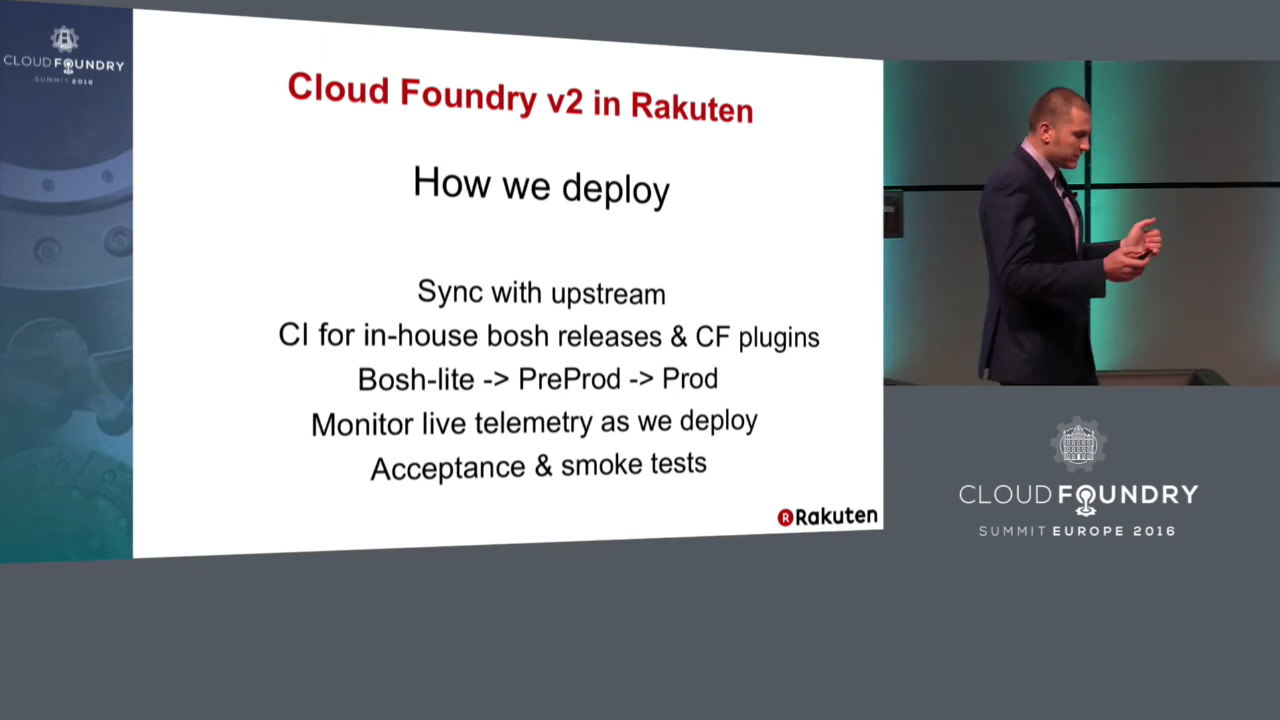 CLOUD FOUNDRY
SUMMIT 2016
Cloud Foundry v2 in Rakuten
How we deploy
Sync with upstream
CI for in-house bosh releases & CF plugins
Bosh-lite -> PreProd -> Prod
Monitor live telemetry as we deploy
Acceptance & smoke tests
R Rakuten
CLOUD FOUNDRY
SUMMIT EUROPE 2016